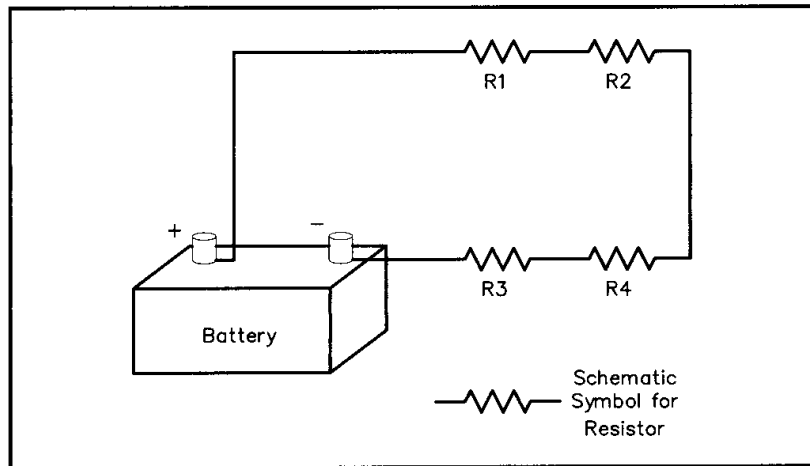 R1
R2
+
−
R3
R4
Battery
Schematic
Symbol for
Resistor